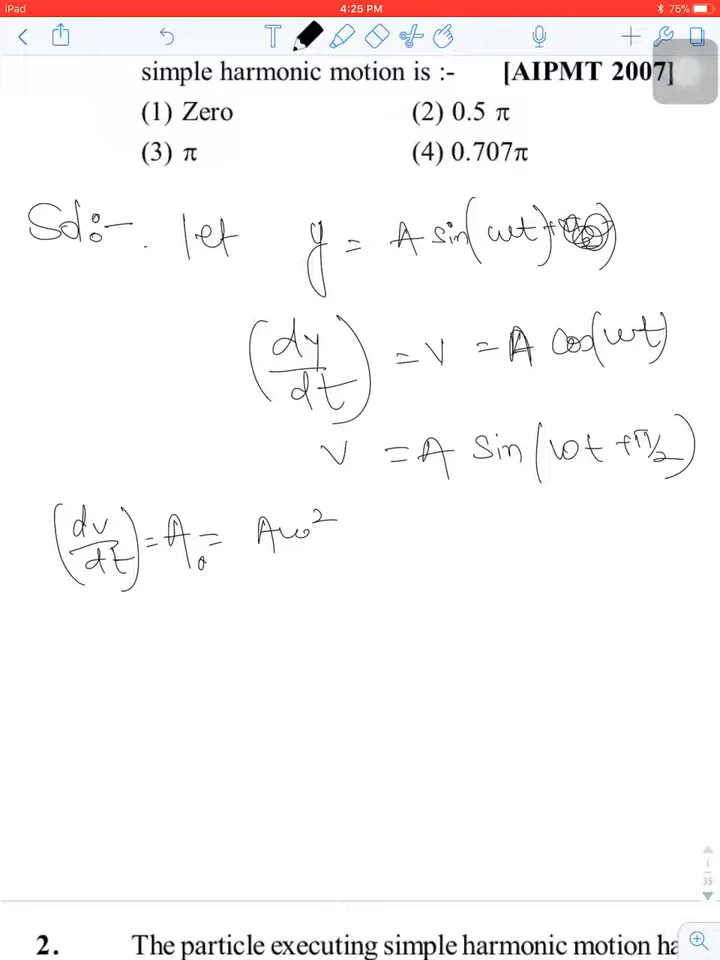 iPad 4:25 PM 75%
simple harmonic motion is :- [AIPMT 2007]
(1) Zero (2) 0.5 π
(3) π (4) 0.707π
Sol:- . let y = A sin(ωt)
(dy/dt) = v = A cos(ωt)
v = A sin(ωt + π/2)
(dv/dt) = A = Aω²
1
35
2. The particle executing simple harmonic motion ha